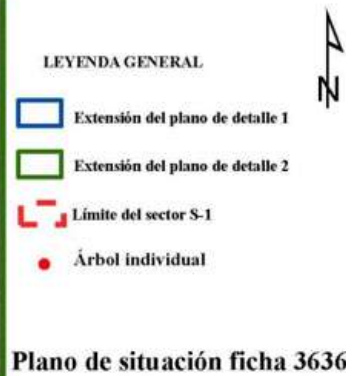 N
LEYENDA GENERAL
Extensión del plano de detalle 1
Extensión del plano de detalle 2
Límite del sector S-1
Árbol individual
Plano de situación ficha 3636